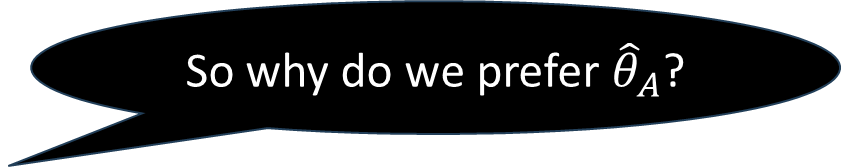 So why do we prefer θ̂_A?